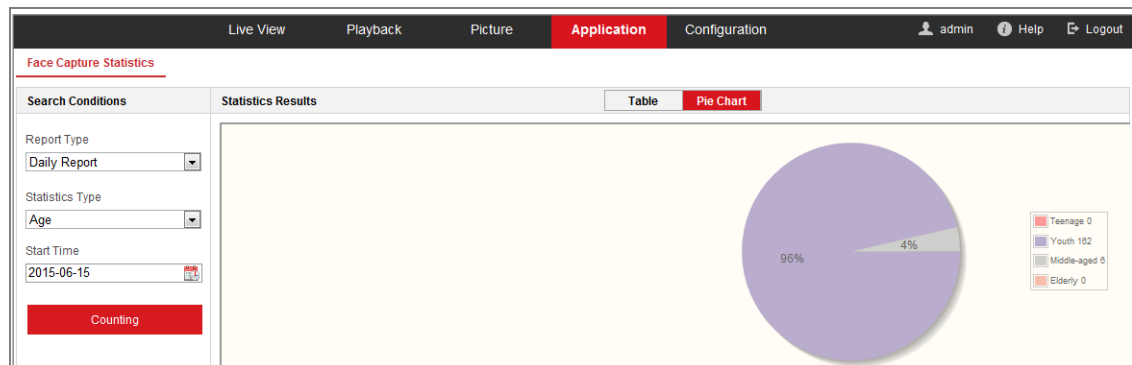 Live View Playback Picture Application Configuration admin Help Logout
Face Capture Statistics
Search Conditions
Statistics Results
Table Pie Chart
Report Type
Daily Report
Statistics Type
Age
Start Time
2015-06-15
Counting
96%
4%
Teenage 0
Youth 162
Middle-aged 6
Elderly 0